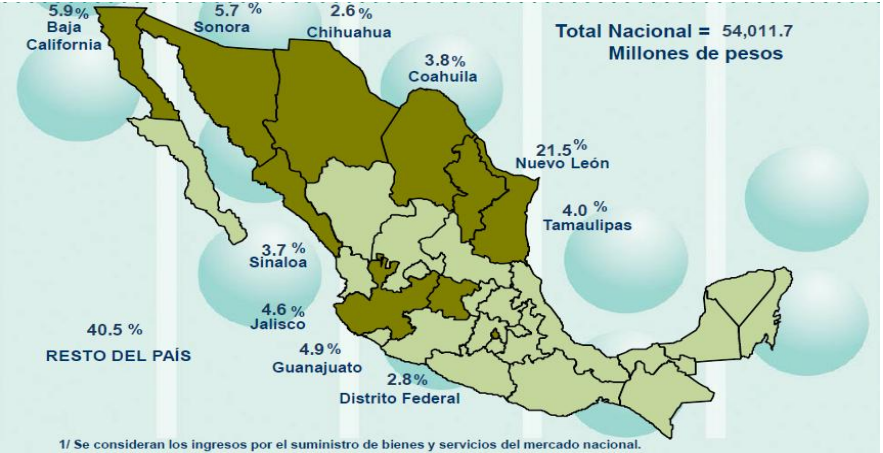 5.9%
Baja
California
5.7 %
Sonora
2.6%
Chihuahua
Total Nacional = 54,011.7
Millones de pesos
3.8%
Coahuila
21.5%
Nuevo León
4.0 %
Tamaulipas
3.7 %
Sinaloa
4.6 %
Jalisco
40.5 %
RESTO DEL PAÍS
4.9%
Guanajuato
2.8%
Distrito Federal
1/ Se consideran los ingresos por el suministro de bienes y servicios del mercado nacional.